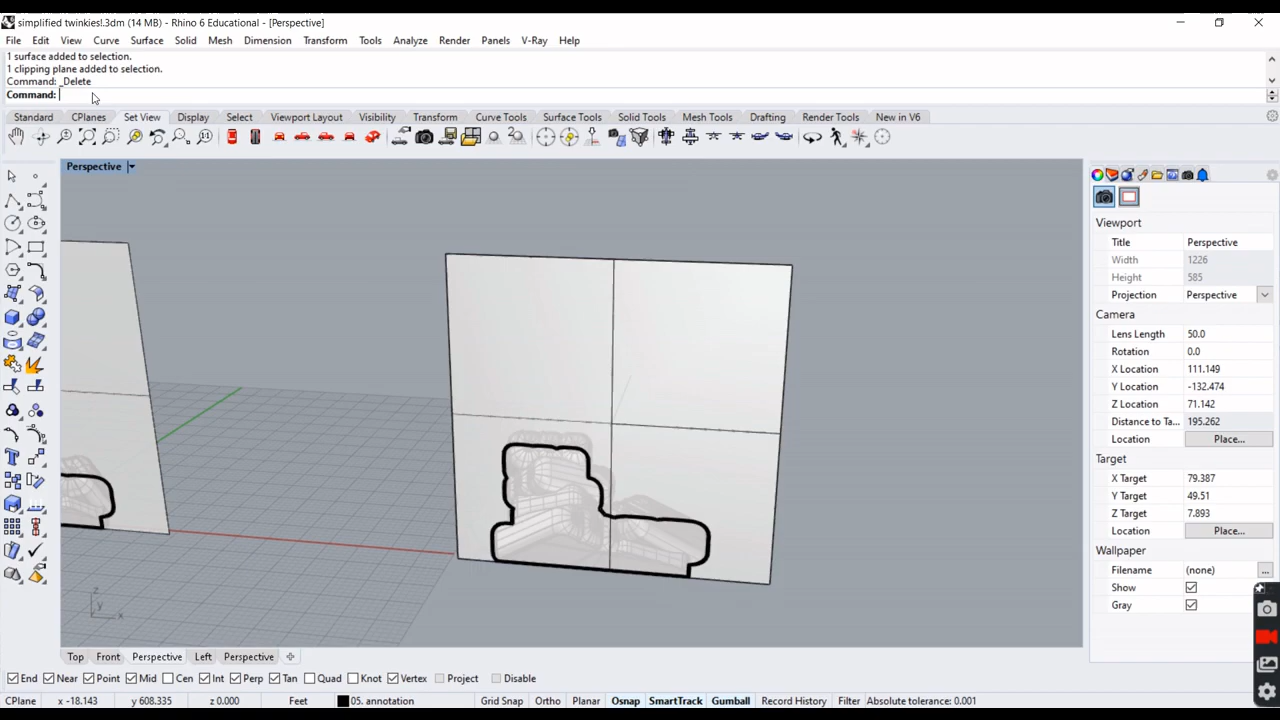 simplified twinkies!.3dm (14 MB) - Rhino 6 Educational - [Perspective]
File Edit View Curve Surface Solid Mesh Dimension Transform Tools Analyze Render Panels V-Ray Help
1 surface added to selection.
1 clipping plane added to selection.
Command: _Delete
Command:
Standard CPlanes Set View Display Select Viewport Layout Visibility Transform Curve Tools Surface Tools Solid Tools Mesh Tools Drafting Render Tools New in V6
Perspective
Viewport
Title Perspective
Width 1226
Height 585
Projection Perspective
Camera
Lens Length 50.0
Rotation 0.0
X Location 111.149
Y Location -132.474
Z Location 71.142
Distance to Ta... 195.262
Location Place...
Target
X Target 79.387
Y Target 49.51
Z Target 7.893
Location Place...
Wallpaper
Filename (none) ...
Show
Gray
z
y x
Top Front Perspective Left Perspective
End Near Point Mid Cen Int Perp Tan Quad Knot Vertex Project Disable
CPlane x -18.143 y 608.335 z 0.000 Feet 05. annotation Grid Snap Ortho Planar Osnap SmartTrack Gumball Record History Filter Absolute tolerance: 0.001